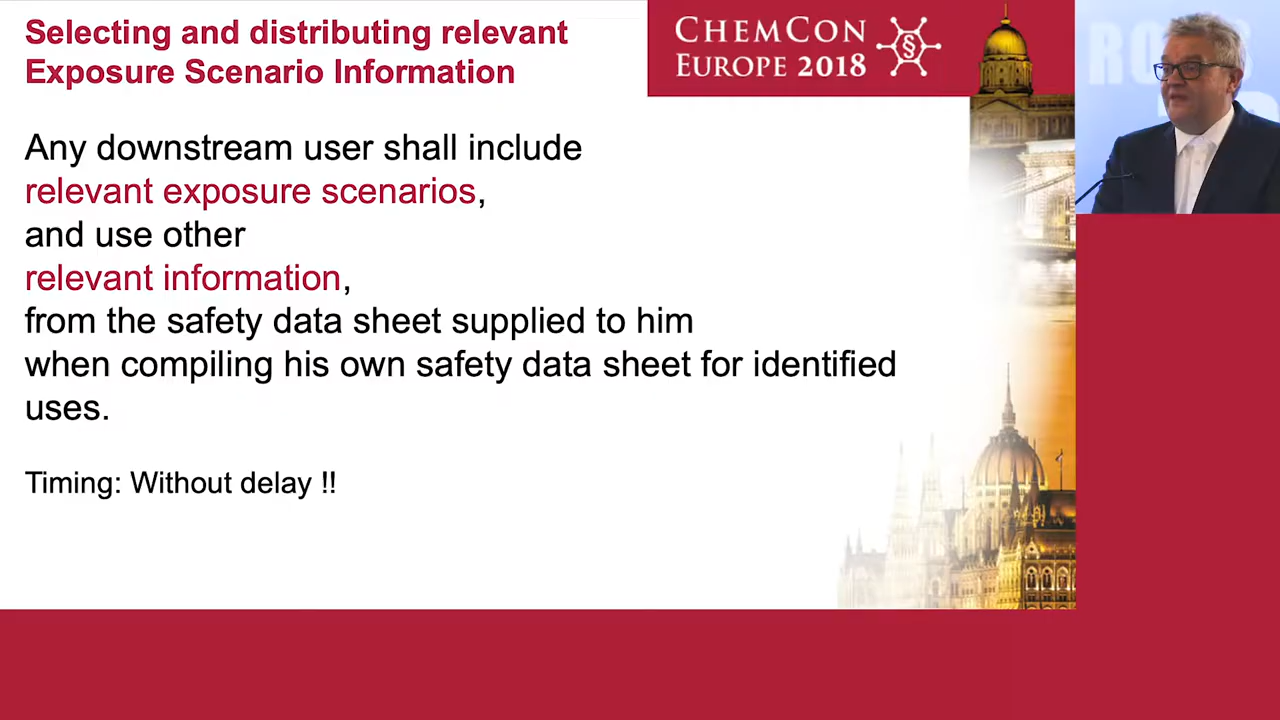 Selecting and distributing relevant
Exposure Scenario Information
CHEMCON
EUROPE 2018
§
Any downstream user shall include
relevant exposure scenarios,
and use other
relevant information,
from the safety data sheet supplied to him
when compiling his own safety data sheet for identified
uses.
Timing: Without delay !!